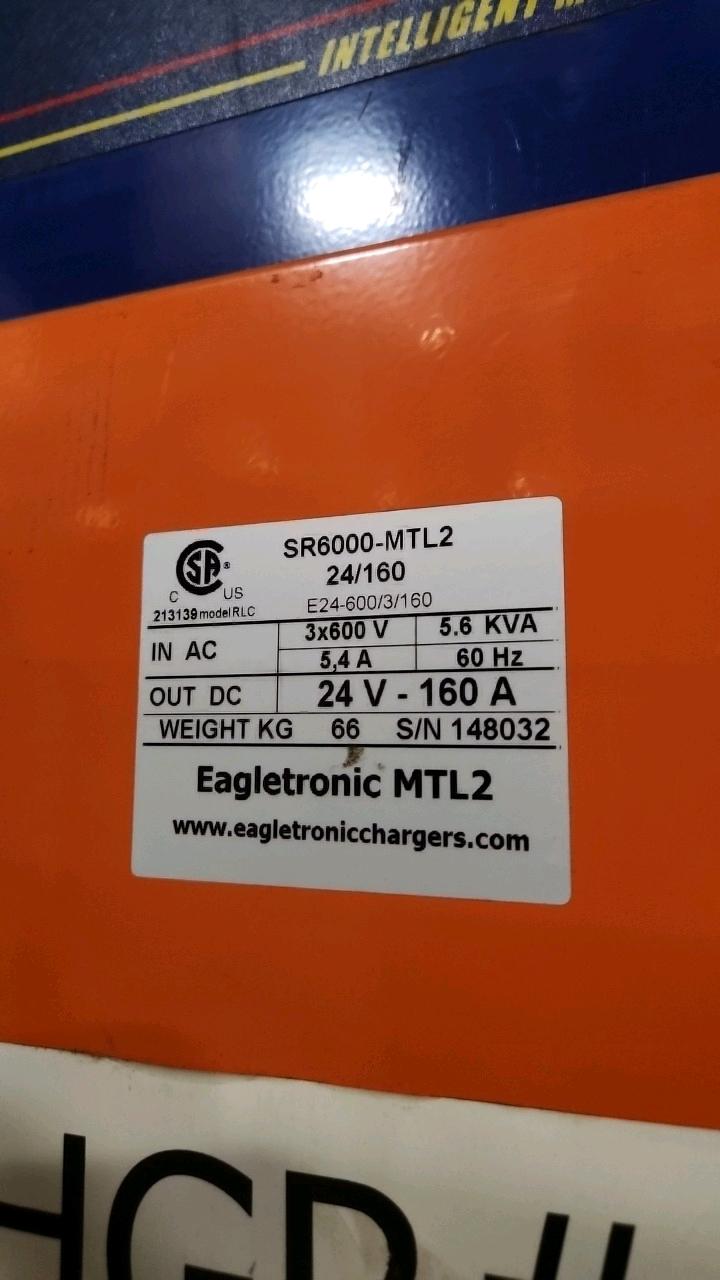 INTELLIGENT
SR6000-MTL2
24/160
CSA®
C US
213139 model RLC
E24-600/3/160
IN AC
3x600 V
5.6 KVA
5,4 A
60 Hz
OUT DC
24 V - 160 A
WEIGHT KG 66 S/N 148032
Eagletronic MTL2
www.eagletronicchargers.com